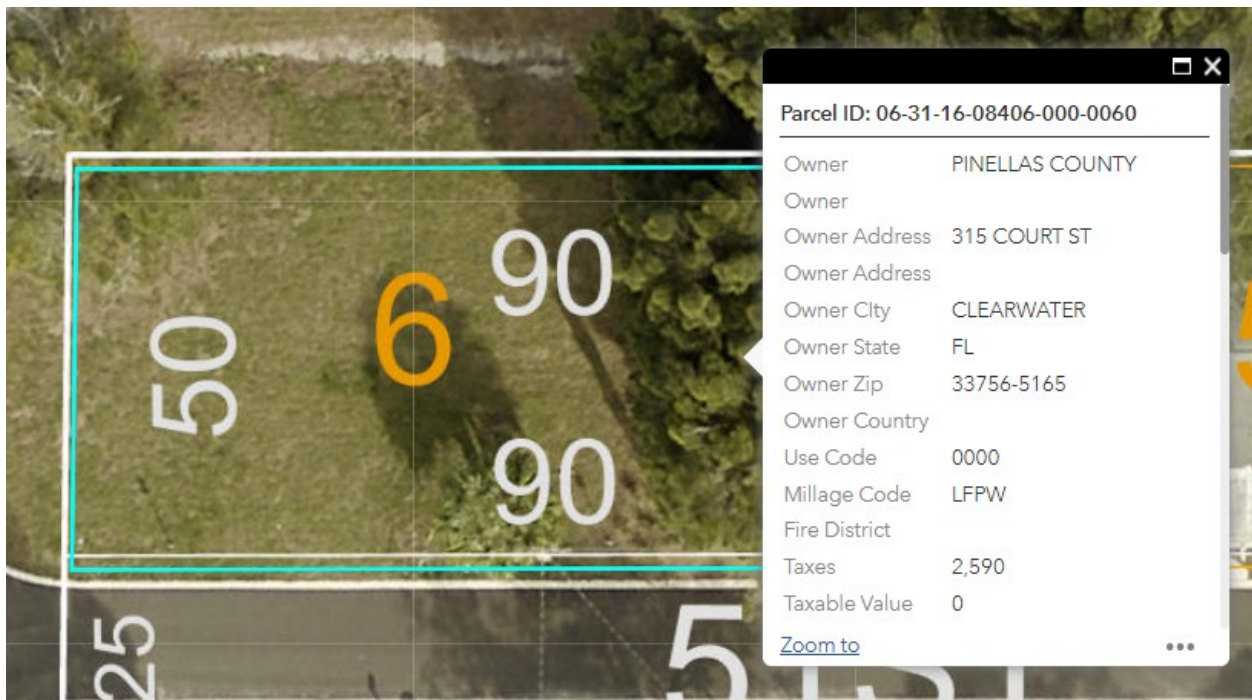 Parcel ID: 06-31-16-08406-000-0060
Owner PINELLAS COUNTY
Owner
Owner Address 315 COURT ST
Owner Address
Owner CIty CLEARWATER
Owner State FL
Owner Zip 33756-5165
Owner Country
Use Code 0000
Millage Code LFPW
Fire District
Taxes 2,590
Taxable Value 0
Zoom to
90
6
50
90
25